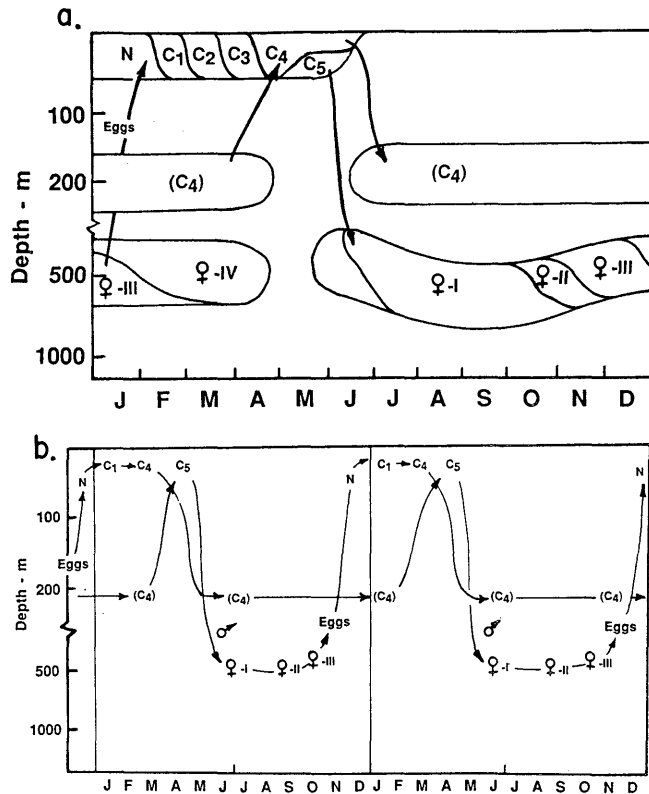 a.
N C1 C2 C3 C4 C5
100
Eggs
(C4) (C4)
200
Depth - m
♀-III ♀-IV ♀-I ♀-II ♀-III
500
1000
J F M A M J J A S O N D
b.
C1 C4 C5 C1 C4 C5
N N N
100
Eggs
200
(C4) (C4) (C4) (C4) (C4)
Depth - m
Eggs Eggs
♂ ♂
♀-I ♀-II ♀-III ♀-I ♀-II ♀-III
500
1000
J F M A M J J A S O N D J F M A M J J A S O N D